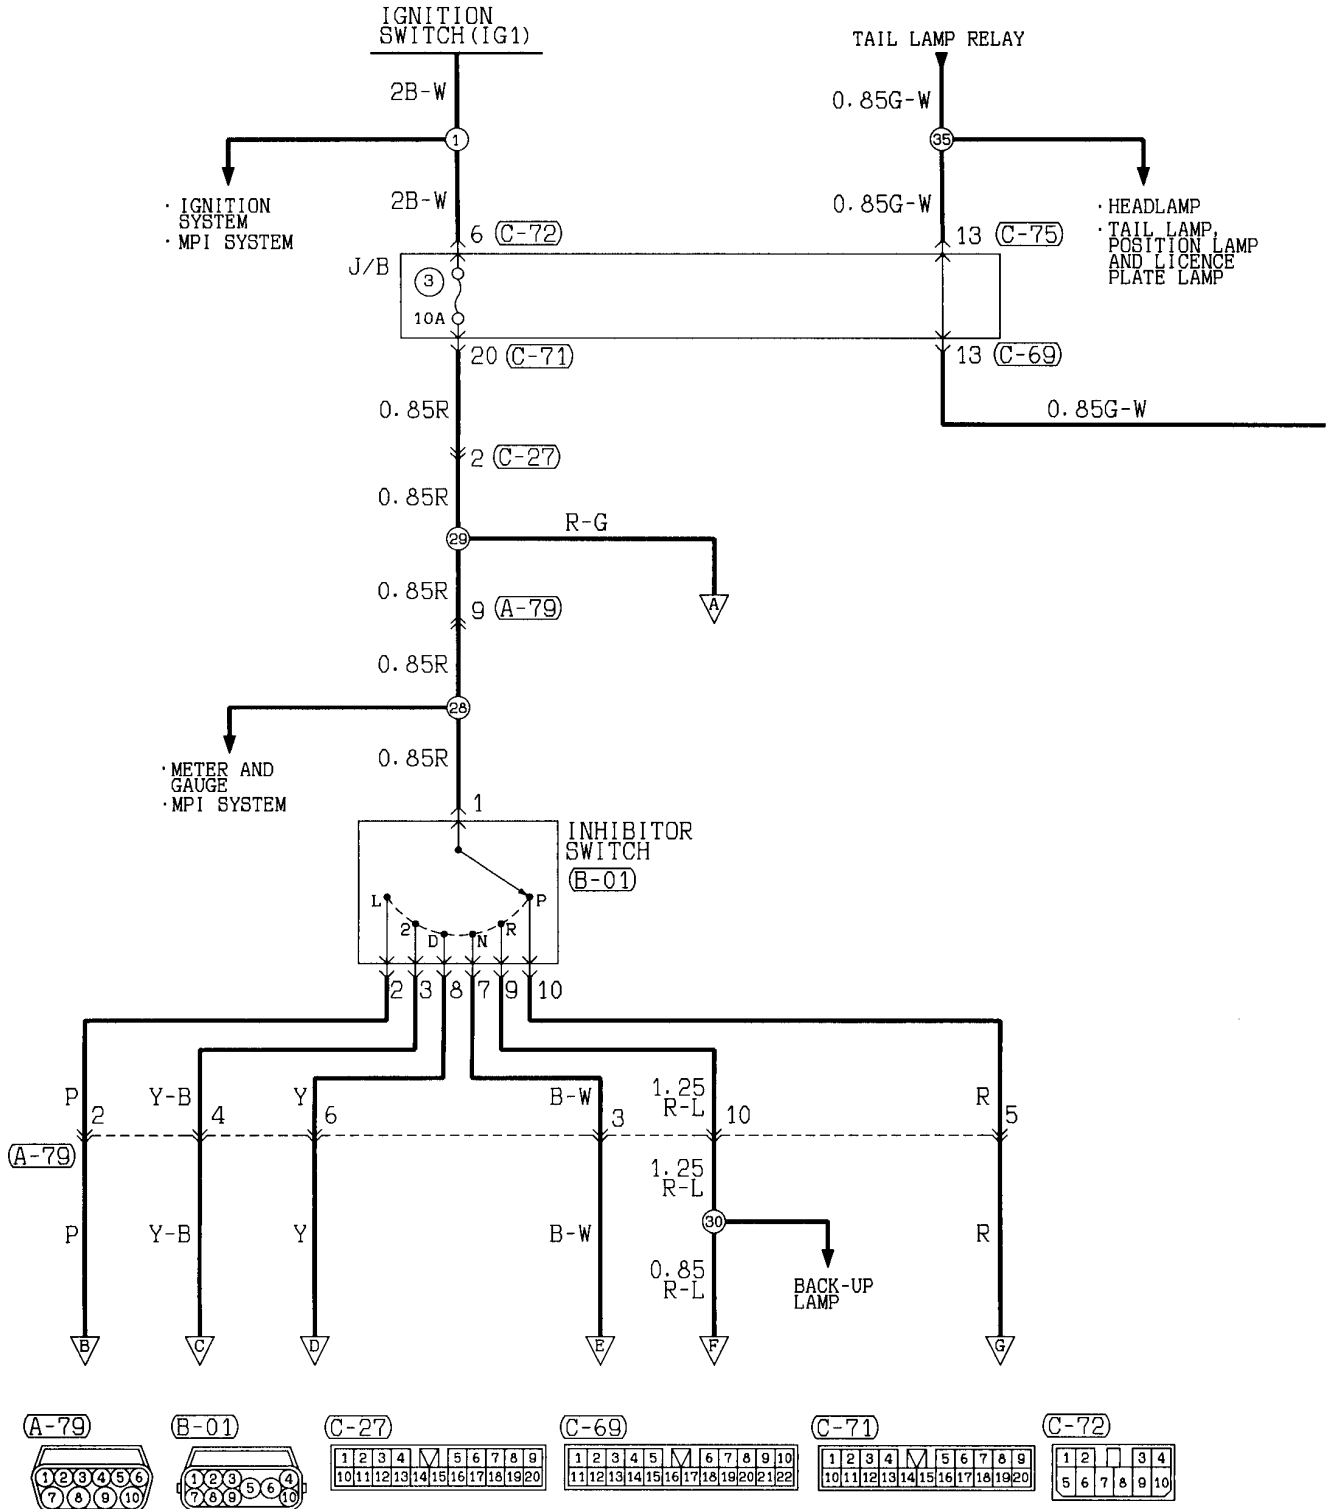 IGNITION
SWITCH(IG1)
TAIL LAMP RELAY
2B-W
0.85G-W
1
35
· IGNITION
SYSTEM
· MPI SYSTEM
2B-W
0.85G-W
· HEADLAMP
· TAIL LAMP,
POSITION LAMP
AND LICENCE
PLATE LAMP
6 C-72
13 C-75
J/B
3
10A
20 C-71
13 C-69
0.85R
0.85G-W
2 C-27
0.85R
R-G
29
0.85R
A
9 A-79
0.85R
28
0.85R
· METER AND
GAUGE
· MPI SYSTEM
1
INHIBITOR
SWITCH
B-01
L 2 D N R P
2 3 8 7 9 10
P Y-B Y B-W 1.25 R-L R
2 4 6 3 10 5
A-79
1.25
R-L
30
P Y-B Y B-W R
0.85
R-L
BACK-UP
LAMP
B C D E F G
A-79
1 2 3 4 5 6
7 8 9 10
B-01
1 2 3 5 6 4
7 8 9 10
C-27
1 2 3 4 5 6 7 8 9
10 11 12 13 14 15 16 17 18 19 20
C-69
1 2 3 4 5 6 7 8 9 10
11 12 13 14 15 16 17 18 19 20 21 22
C-71
1 2 3 4 5 6 7 8 9
10 11 12 13 14 15 16 17 18 19 20
C-72
1 2 3 4
5 6 7 8 9 10